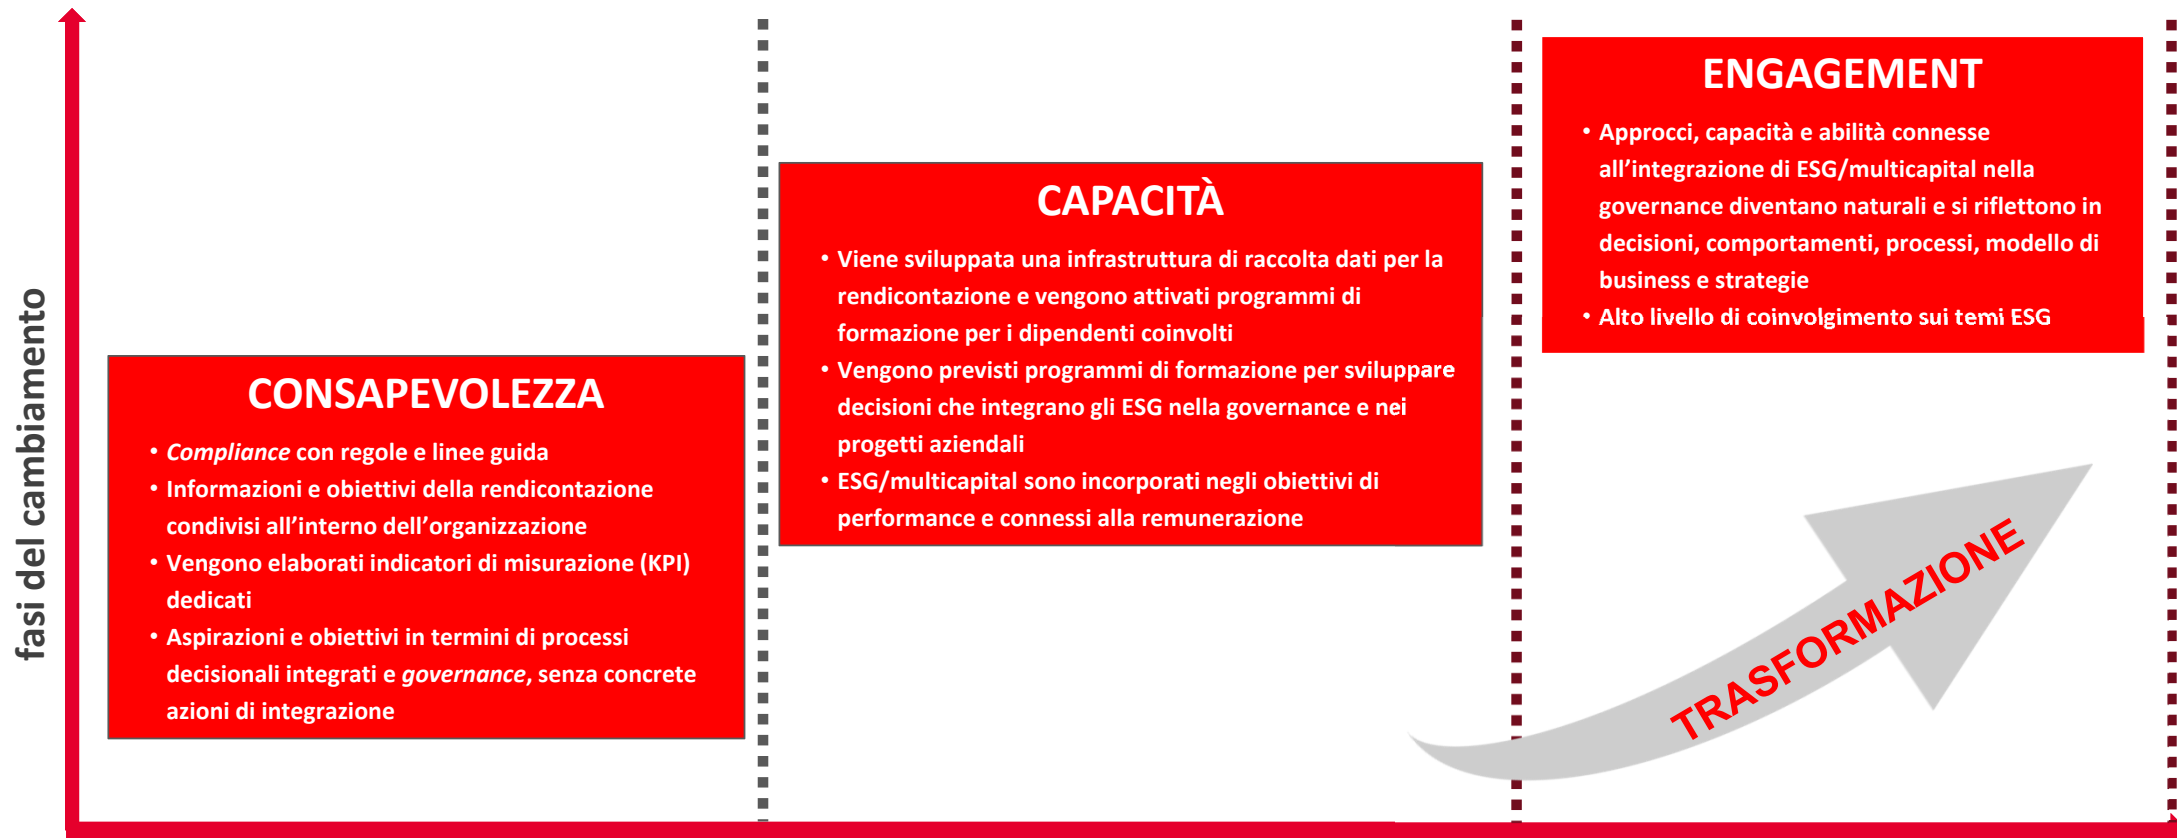 fasi del cambiamento
CONSAPEVOLEZZA
• Compliance con regole e linee guida
• Informazioni e obiettivi della rendicontazione
condivisi all’interno dell’organizzazione
• Vengono elaborati indicatori di misurazione (KPI)
dedicati
• Aspirazioni e obiettivi in termini di processi
decisionali integrati e governance, senza concrete
azioni di integrazione
CAPACITÀ
• Viene sviluppata una infrastruttura di raccolta dati per la
rendicontazione e vengono attivati programmi di
formazione per i dipendenti coinvolti
• Vengono previsti programmi di formazione per sviluppare
decisioni che integrano gli ESG nella governance e nei
progetti aziendali
• ESG/multicapital sono incorporati negli obiettivi di
performance e connessi alla remunerazione
ENGAGEMENT
• Approcci, capacità e abilità connesse
all’integrazione di ESG/multicapital nella
governance diventano naturali e si riflettono in
decisioni, comportamenti, processi, modello di
business e strategie
• Alto livello di coinvolgimento sui temi ESG
TRASFORMAZIONE